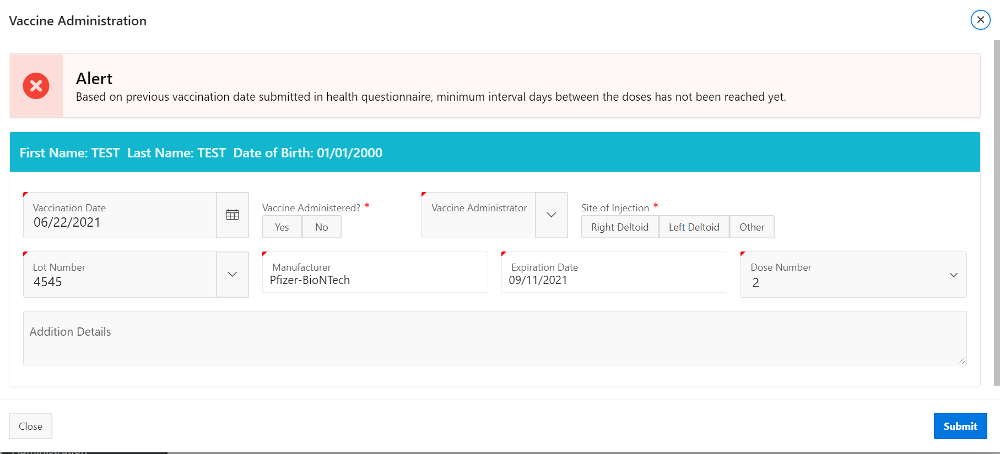 Vaccine Administration
Alert
Based on previous vaccination date submitted in health questionnaire, minimum interval days between the doses has not been reached yet.
First Name: TEST Last Name: TEST Date of Birth: 01/01/2000
Vaccination Date
06/22/2021
Vaccine Administered? *
Yes No
Vaccine Administrator
Site of Injection *
Right Deltoid Left Deltoid Other
Lot Number
4545
Manufacturer
Pfizer-BioNTech
Expiration Date
09/11/2021
Dose Number
2
Addition Details
Close
Submit